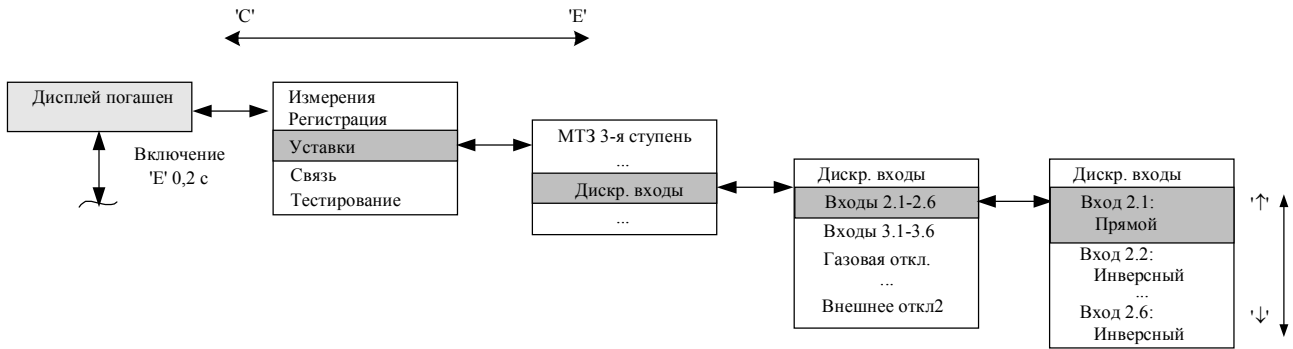 'C'
'E'
Дисплей погашен
Включение
'E' 0,2 с
Измерения
Регистрация
Уставки
Связь
Тестирование
МТЗ 3-я ступень
...
Дискр. входы
...
Дискр. входы
Входы 2.1-2.6
Входы 3.1-3.6
Газовая откл.
...
Внешнее откл2
Дискр. входы
Вход 2.1:
Прямой
Вход 2.2:
Инверсный
...
Вход 2.6:
Инверсный
'↑'
'↓'